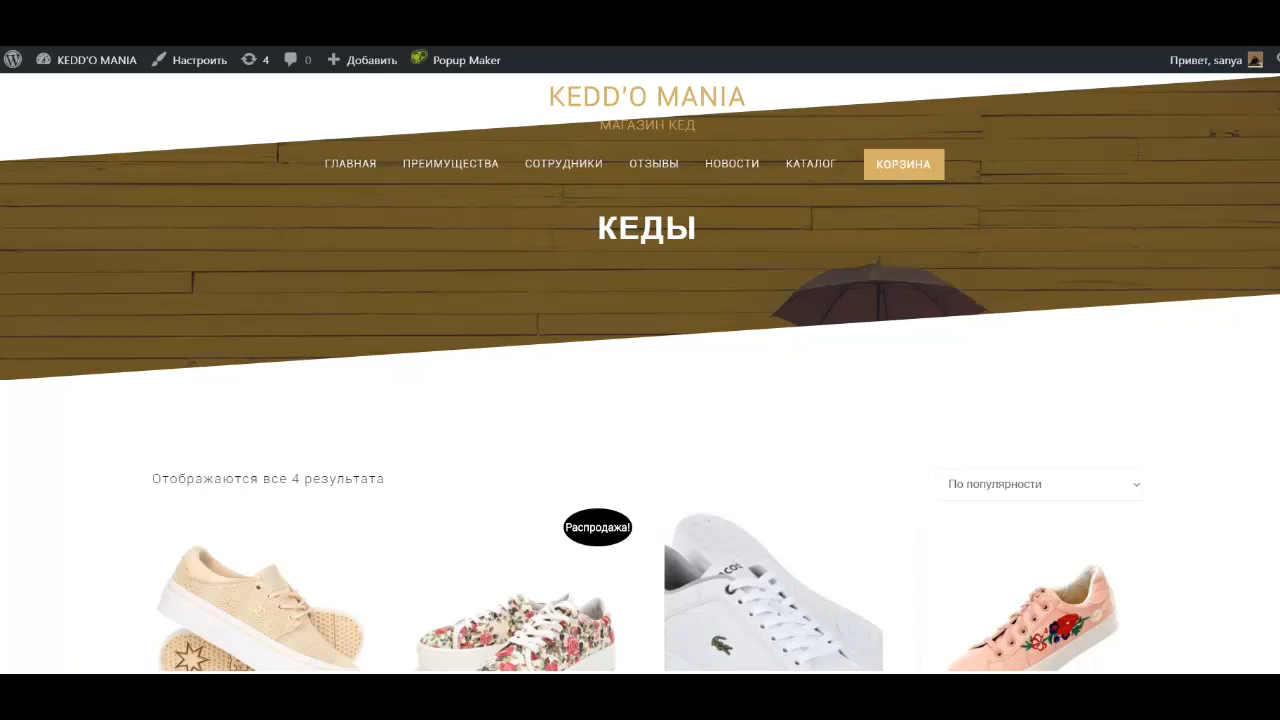 KEDD'O MANIA Настроить 4 0 Добавить Popup Maker Привет, sanya
KEDD'O MANIA
МАГАЗИН КЕД
ГЛАВНАЯ ПРЕИМУЩЕСТВА СОТРУДНИКИ ОТЗЫВЫ НОВОСТИ КАТАЛОГ КОРЗИНА
КЕДЫ
Отображаются все 4 результата
По популярности
Распродажа!